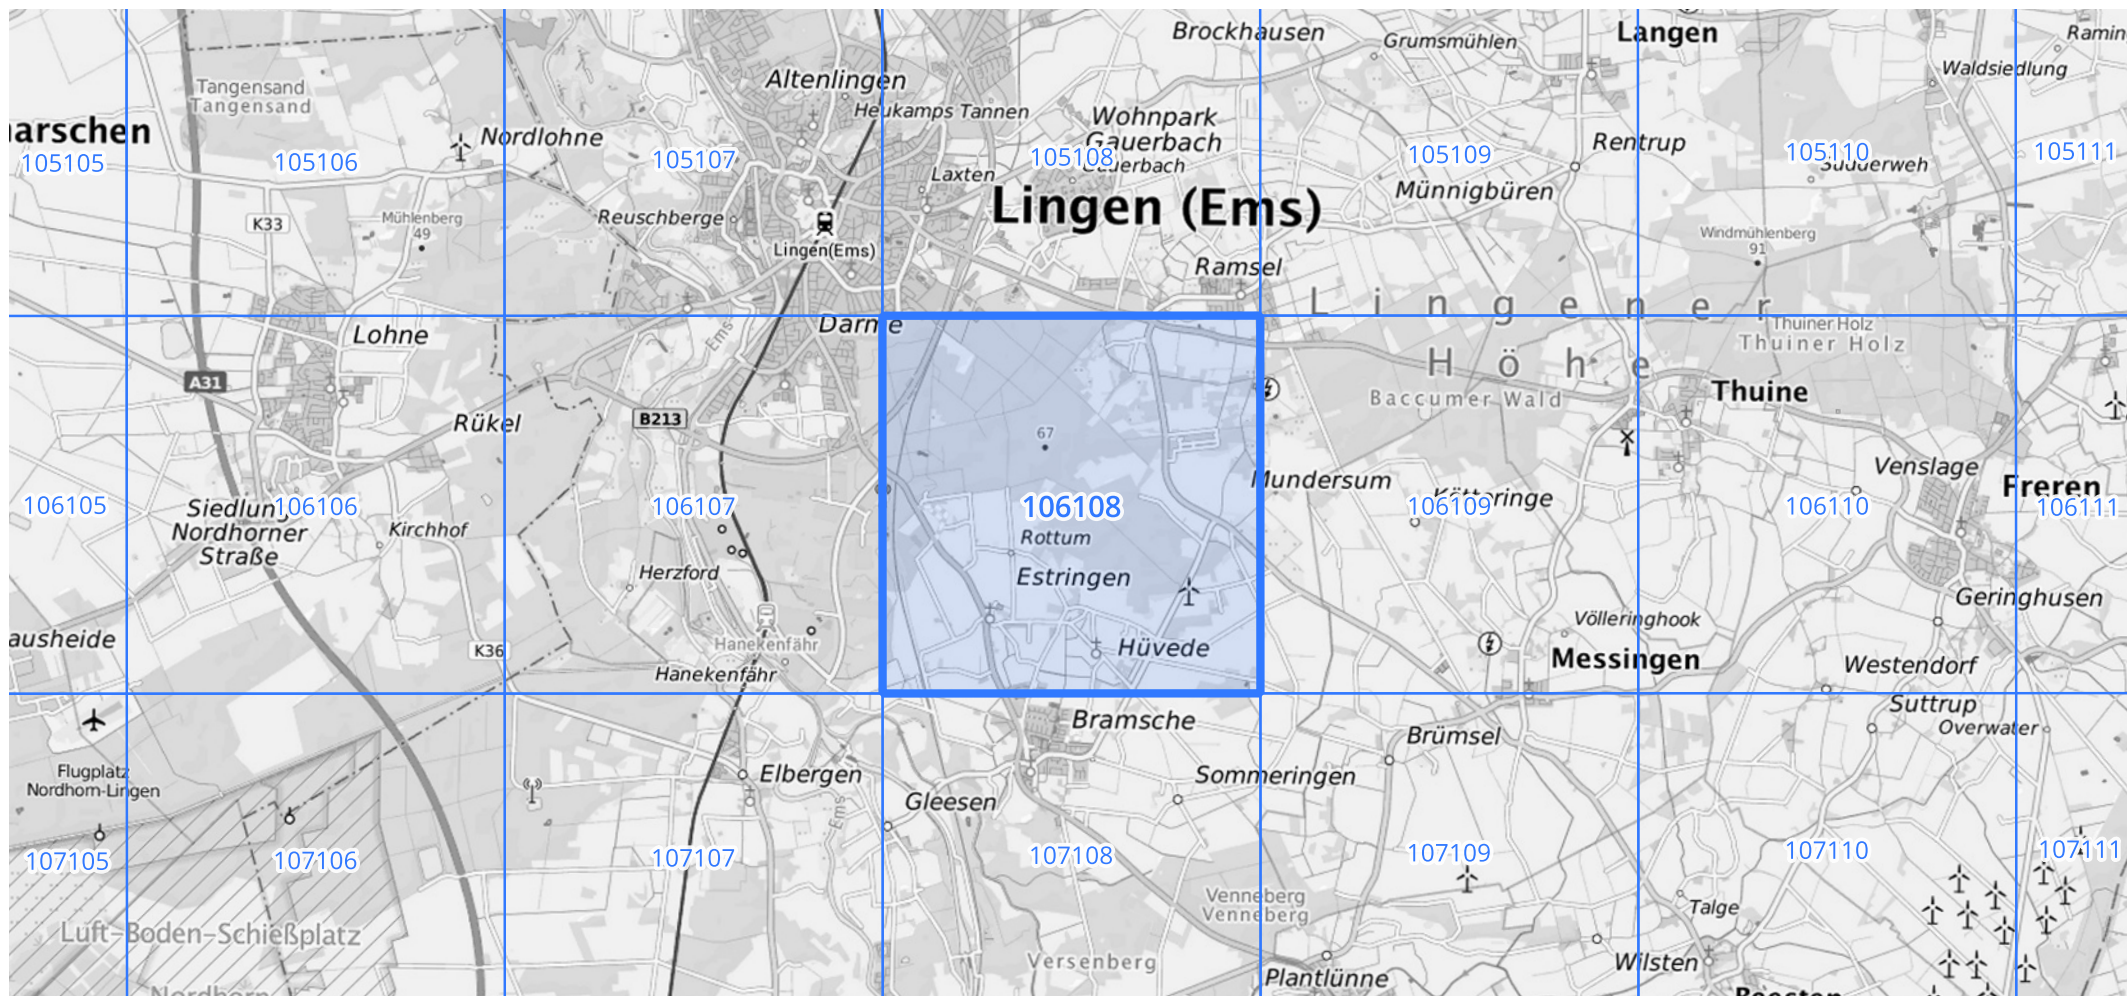 Brockhausen
Grumsmühlen
Langen
Altenlingen
Waldsiedlung
Tangensand
Tangensand
Heukamps Tannen
Wohnpark
Gauerbach
Nordlohne
Rentrup
105105
105106
105107
105108
105109
105110
105111
Laxten
Münnigbüren
Lingen (Ems)
K33
Mühlenberg
49
Reuschberge
Lingen(Ems)
Windmühlenberg
91
Ramsel
Lingener
Höhe
Lohne
Darme
Ems
Thuiner Holz
Thuiner Holz
A31
Baccumer Wald
Thuine
Rükel
B213
67
Mundersum
Venslage
Freren
106105
106106
106107
106108
106109
106110
106111
Siedlung
Nordhorner
Straße
Kirchhof
Rottum
Herzford
Estringen
Geringhusen
Völleringhook
K36
Hanekenfähr
Hanekenfähr
Hüvede
Messingen
Westendorf
Suttrup
Overwater
Bramsche
Brümsel
Flugplatz
Nordhorn-Lingen
Elbergen
Sommeringen
Gleesen
Ems
107105
107106
107107
107108
107109
107110
107111
Venneberg
Venneberg
Talge
Luft-Boden-Schießplatz
Versenberg
Plantlünne
Wilsten